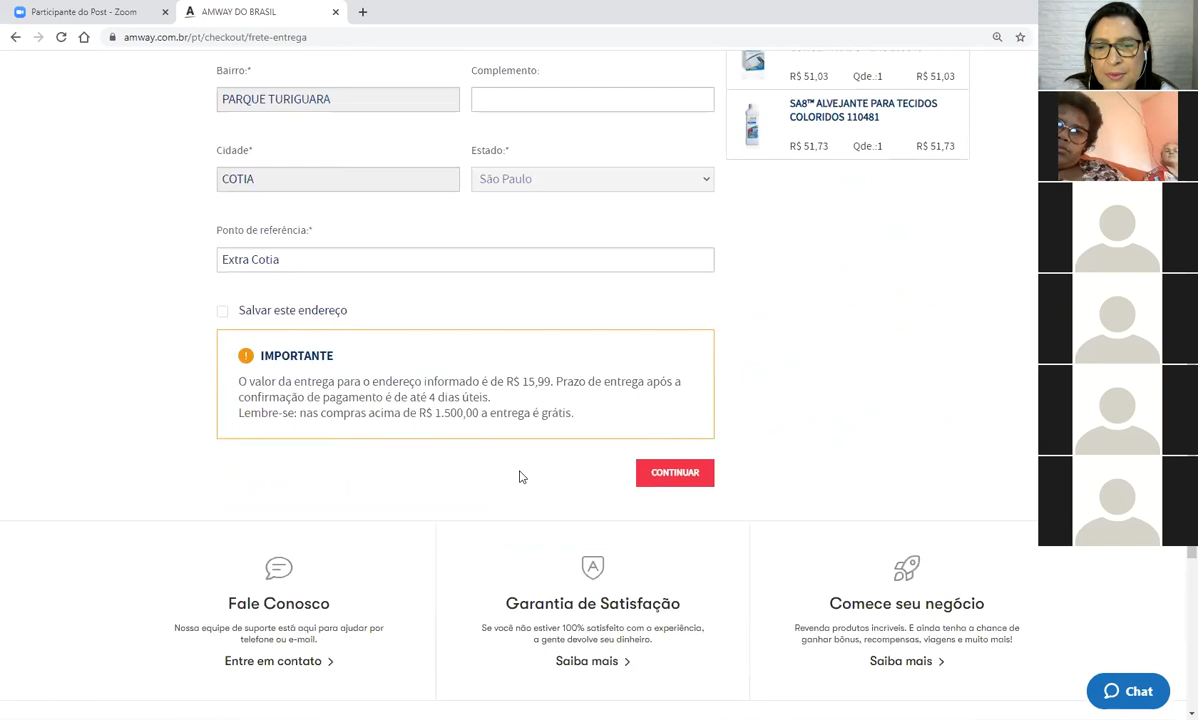 Participante do Post - Zoom
AMWAY DO BRASIL
amway.com.br/pt/checkout/frete-entrega
Bairro:*
Complemento:
PARQUE TURIGUARA
Cidade*
Estado:*
COTIA
São Paulo
Ponto de referência:*
Extra Cotia
Salvar este endereço
! IMPORTANTE
O valor da entrega para o endereço informado é de R$ 15,99. Prazo de entrega após a
confirmação de pagamento é de até 4 dias úteis.
Lembre-se: nas compras acima de R$ 1.500,00 a entrega é grátis.
CONTINUAR
R$ 51,03 Qde.:1 R$ 51,03
SA8™ ALVEJANTE PARA TECIDOS
COLORIDOS 110481
R$ 51,73 Qde.:1 R$ 51,73
Fale Conosco
Nossa equipe de suporte está aqui para ajudar por
telefone ou e-mail.
Entre em contato >
Garantia de Satisfação
Se você não estiver 100% satisfeito com a experiência,
a gente devolve seu dinheiro.
Saiba mais >
Comece seu negócio
Revenda produtos incríveis. E ainda tenha a chance de
ganhar bônus, recompensas, viagens e muito mais!
Saiba mais >
Chat